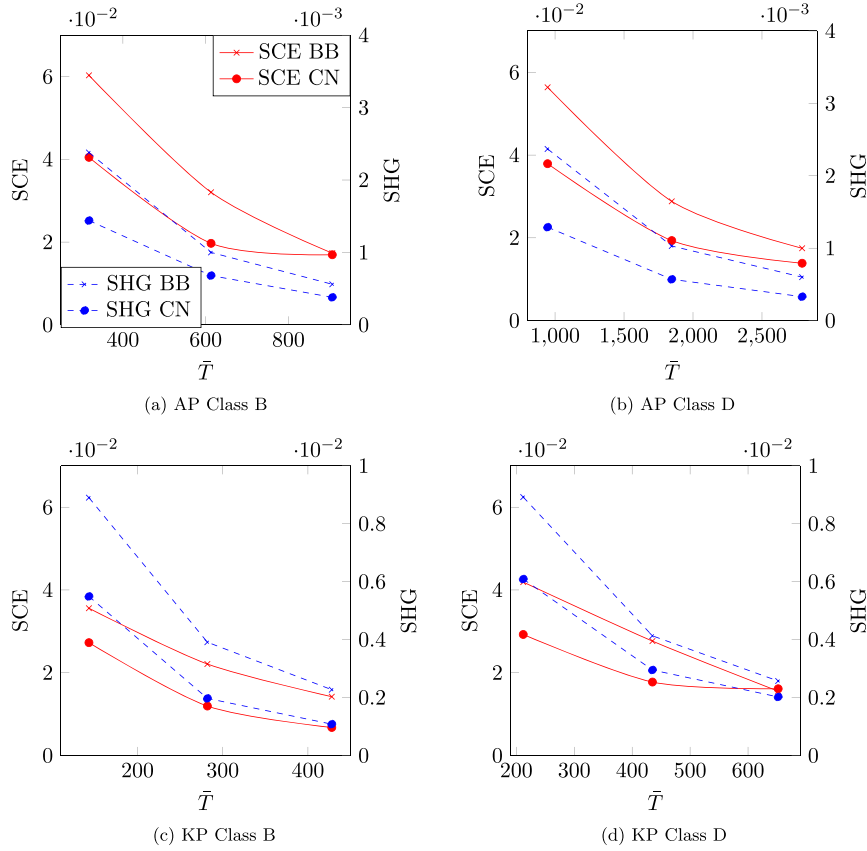 ·10⁻² ·10⁻³
6
4
2
0
SCE
4
3
2
1
0
SHG
SCE BB
SCE CN
SHG BB
SHG CN
400 600 800
T̄
(a) AP Class B
·10⁻² ·10⁻³
6
4
2
0
SCE
4
3
2
1
0
SHG
1,000 1,500 2,000 2,500
T̄
(b) AP Class D
·10⁻² ·10⁻²
6
4
2
0
SCE
1
0.8
0.6
0.4
0.2
0
SHG
200 300 400
T̄
(c) KP Class B
·10⁻² ·10⁻²
6
4
2
0
SCE
1
0.8
0.6
0.4
0.2
0
SHG
200 300 400 500 600
T̄
(d) KP Class D